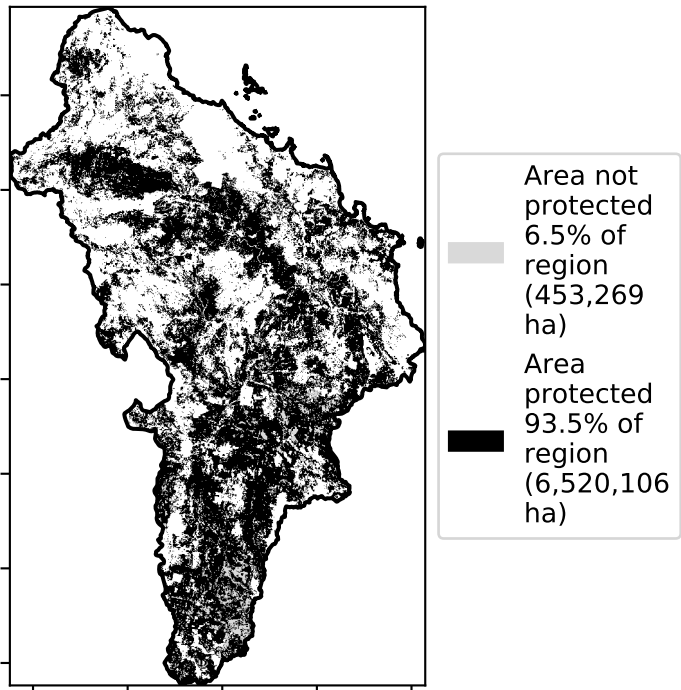 Area not
protected
6.5% of
region
(453,269
ha)
Area
protected
93.5% of
region
(6,520,106
ha)